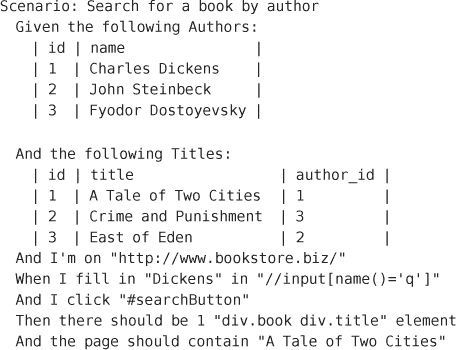 Scenario: Search for a book by author
  Given the following Authors:
    | id | name              |
    | 1  | Charles Dickens   |
    | 2  | John Steinbeck    |
    | 3  | Fyodor Dostoyevsky |

  And the following Titles:
    | id | title                | author_id |
    | 1  | A Tale of Two Cities | 1         |
    | 2  | Crime and Punishment | 3         |
    | 3  | East of Eden         | 2         |
  And I'm on "http://www.bookstore.biz/"
  When I fill in "Dickens" in "//input[name()='q']"
  And I click "#searchButton"
  Then there should be 1 "div.book div.title" element
  And the page should contain "A Tale of Two Cities"